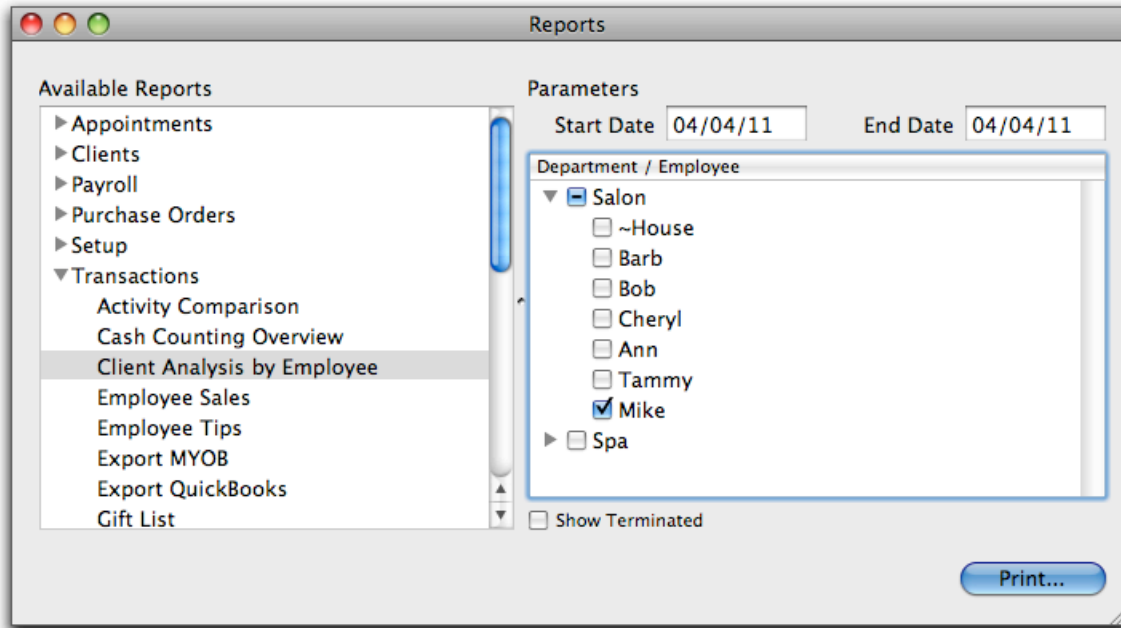 Reports
Available Reports
Appointments
Clients
Payroll
Purchase Orders
Setup
Transactions
Activity Comparison
Cash Counting Overview
Client Analysis by Employee
Employee Sales
Employee Tips
Export MYOB
Export QuickBooks
Gift List
Parameters
Start Date 04/04/11 End Date 04/04/11
Department / Employee
Salon
~House
Barb
Bob
Cheryl
Ann
Tammy
Mike
Spa
Show Terminated
Print...